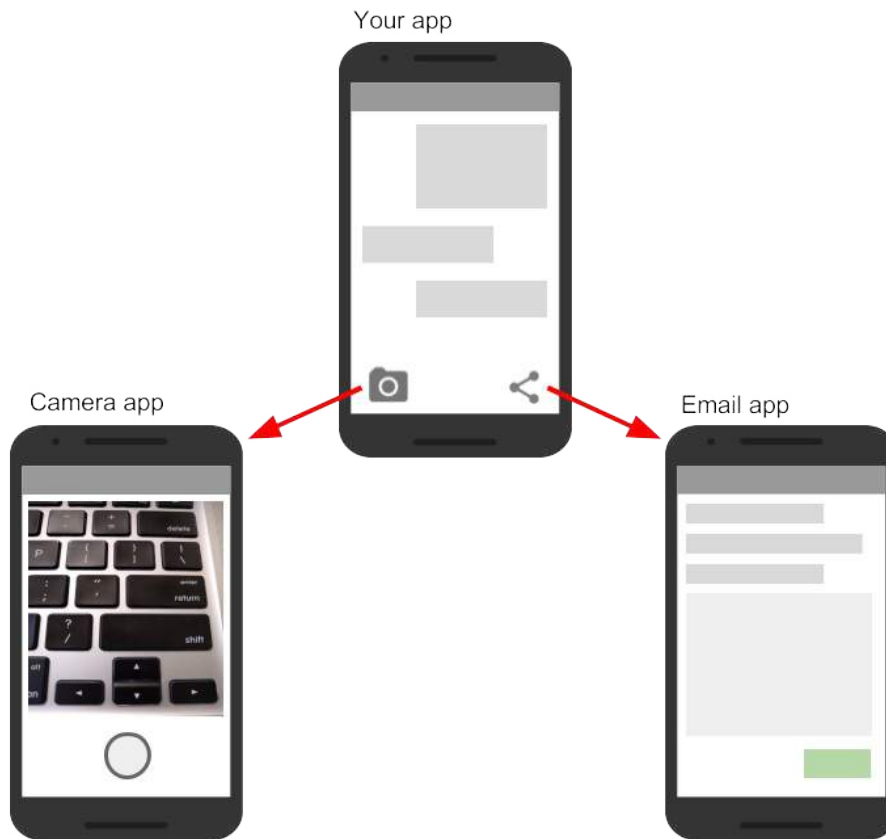 Your app
Camera app
Email app
- _
+ =
delete
P
{ [
} ]
| \
: ;
" '
return
? /
shift